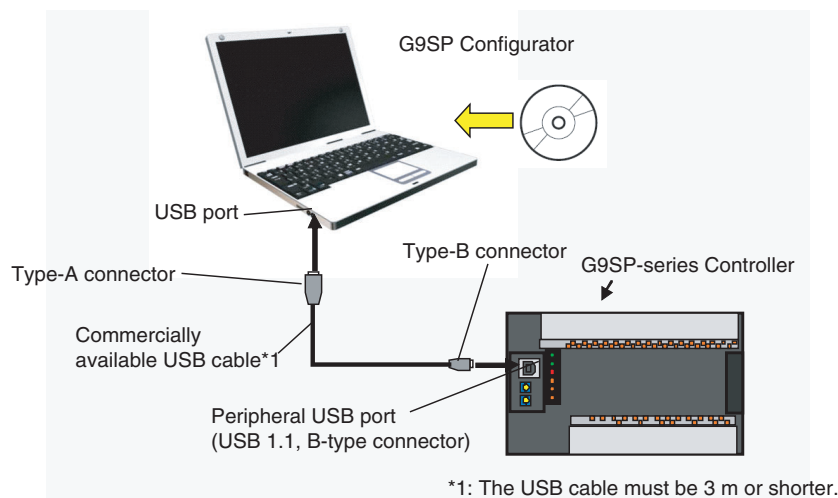 G9SP Configurator
USB port
Type-A connector
Type-B connector
G9SP-series Controller
Commercially
available USB cable*1
Peripheral USB port
(USB 1.1, B-type connector)
*1: The USB cable must be 3 m or shorter.